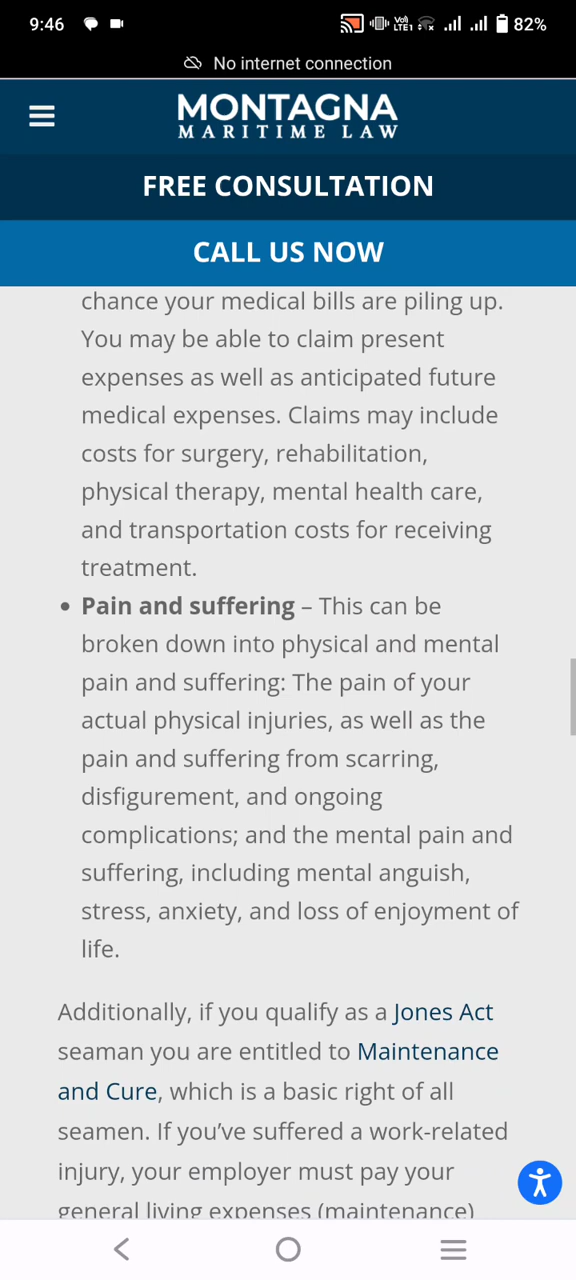 9:46
Vo) LTE1
82%
No internet connection
MONTAGNA
MARITIME LAW
FREE CONSULTATION
CALL US NOW
chance your medical bills are piling up.
You may be able to claim present
expenses as well as anticipated future
medical expenses. Claims may include
costs for surgery, rehabilitation,
physical therapy, mental health care,
and transportation costs for receiving
treatment.
• Pain and suffering – This can be
broken down into physical and mental
pain and suffering: The pain of your
actual physical injuries, as well as the
pain and suffering from scarring,
disfigurement, and ongoing
complications; and the mental pain and
suffering, including mental anguish,
stress, anxiety, and loss of enjoyment of
life.
Additionally, if you qualify as a Jones Act
seaman you are entitled to Maintenance
and Cure, which is a basic right of all
seamen. If you’ve suffered a work-related
injury, your employer must pay your
general living expenses (maintenance)